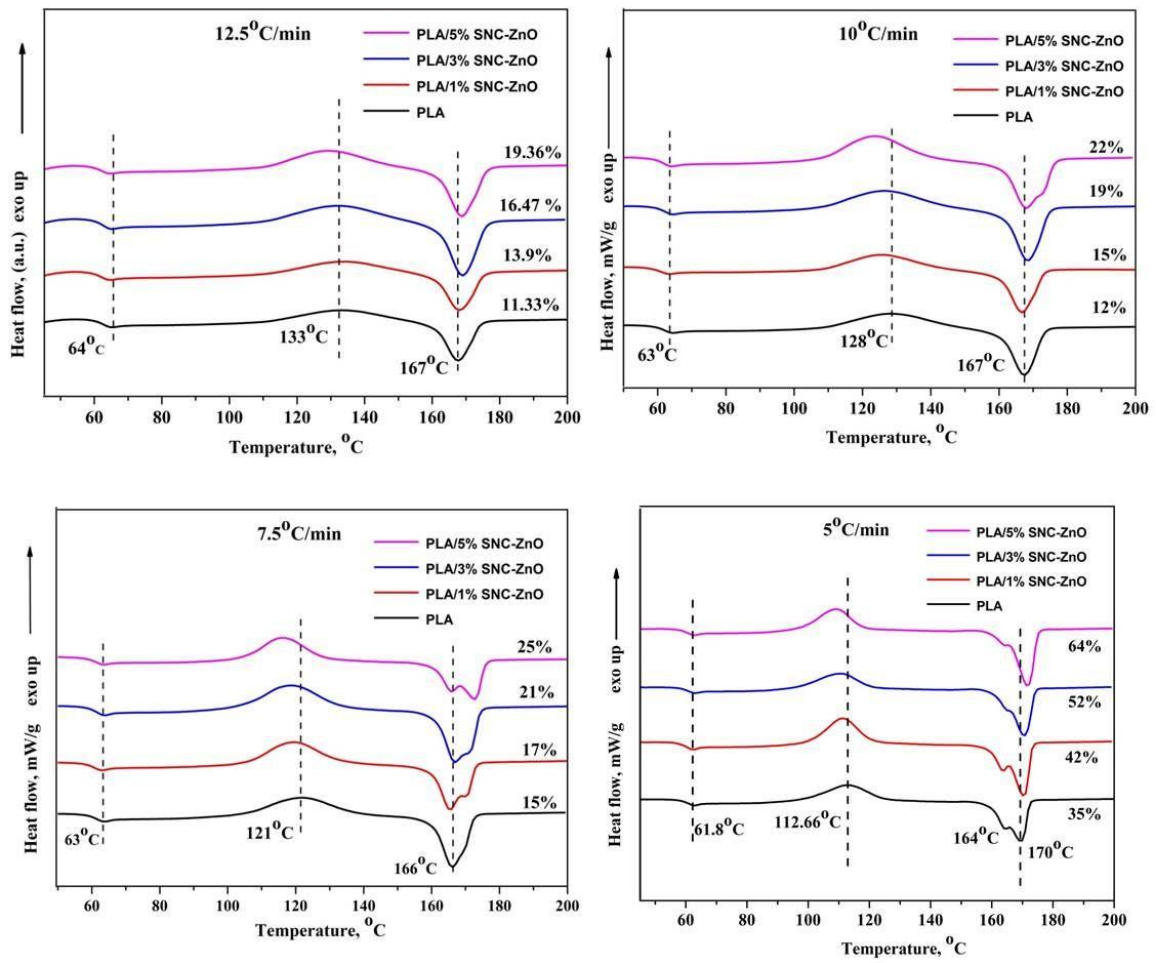 12.5°C/min
PLA/5% SNC-ZnO
PLA/3% SNC-ZnO
PLA/1% SNC-ZnO
PLA
19.36%
16.47 %
13.9%
11.33%
64°C
133°C
167°C
Heat flow, (a.u.) exo up
60 80 100 120 140 160 180 200
Temperature, °C
10°C/min
PLA/5% SNC-ZnO
PLA/3% SNC-ZnO
PLA/1% SNC-ZnO
PLA
22%
19%
15%
12%
63°C
128°C
167°C
Heat flow, mW/g exo up
60 80 100 120 140 160 180 200
Temperature, °C
7.5°C/min
PLA/5% SNC-ZnO
PLA/3% SNC-ZnO
PLA/1% SNC-ZnO
PLA
25%
21%
17%
15%
63°C
121°C
166°C
Heat flow, mW/g exo up
60 80 100 120 140 160 180 200
Temperature, °C
5°C/min
PLA/5% SNC-ZnO
PLA/3% SNC-ZnO
PLA/1% SNC-ZnO
PLA
64%
52%
42%
35%
61.8°C
112.66°C
164°C
170°C
Heat flow, mW/g exo up
60 80 100 120 140 160 180 200
Temperature, °C